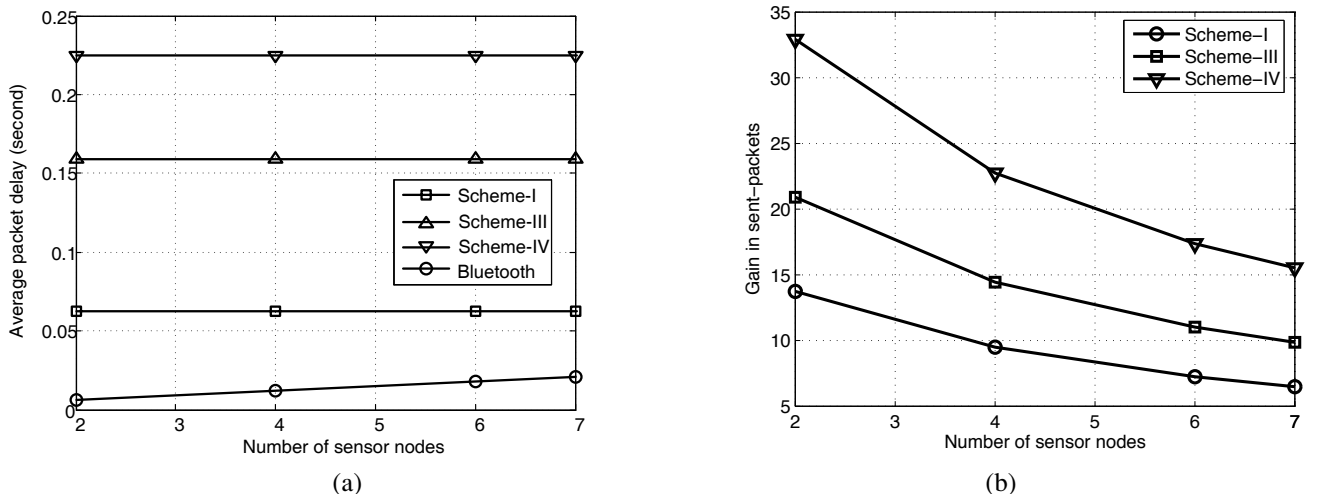 0.25
0.2
0.15
0.1
0.05
0
2 3 4 5 6 7
Average packet delay (second)
Number of sensor nodes
Scheme-I
Scheme-III
Scheme-IV
Bluetooth
(a)
35
30
25
20
15
10
5
2 3 4 5 6 7
Gain in sent-packets
Number of sensor nodes
Scheme-I
Scheme-III
Scheme-IV
(b)